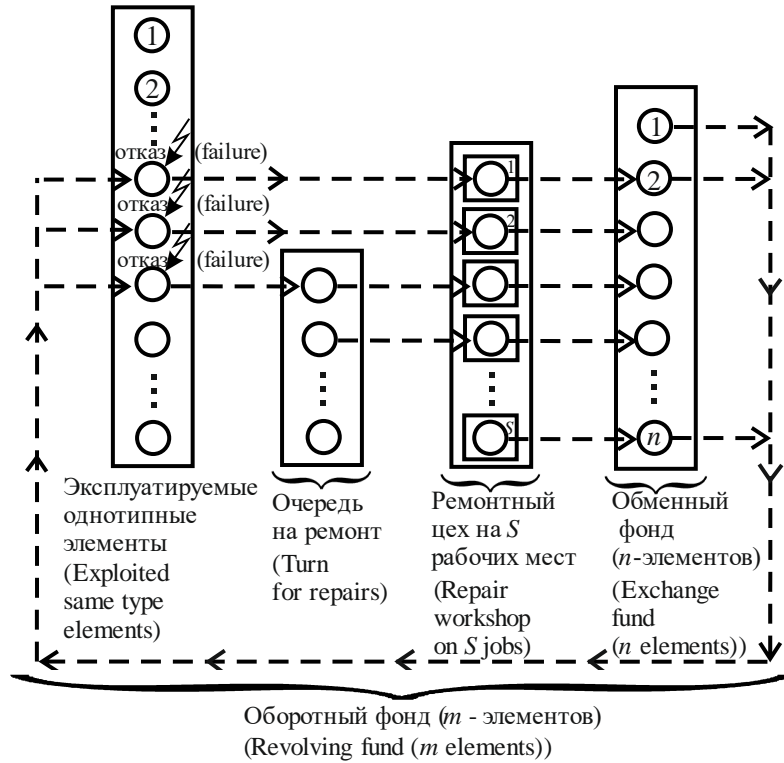 1
2
отказ (failure)
1
1
2
отказ (failure)
2
отказ (failure)
S
n
Эксплуатируемые
однотипные
элементы
(Exploited
same type
elements)
Очередь
на ремонт
(Turn
for repairs)
Ремонтный
цех на S
рабочих мест
(Repair
workshop
on S jobs)
Обменный
фонд
(n-элементов)
(Exchange
fund
(n elements))
Оборотный фонд (m - элементов)
(Revolving fund (m elements))